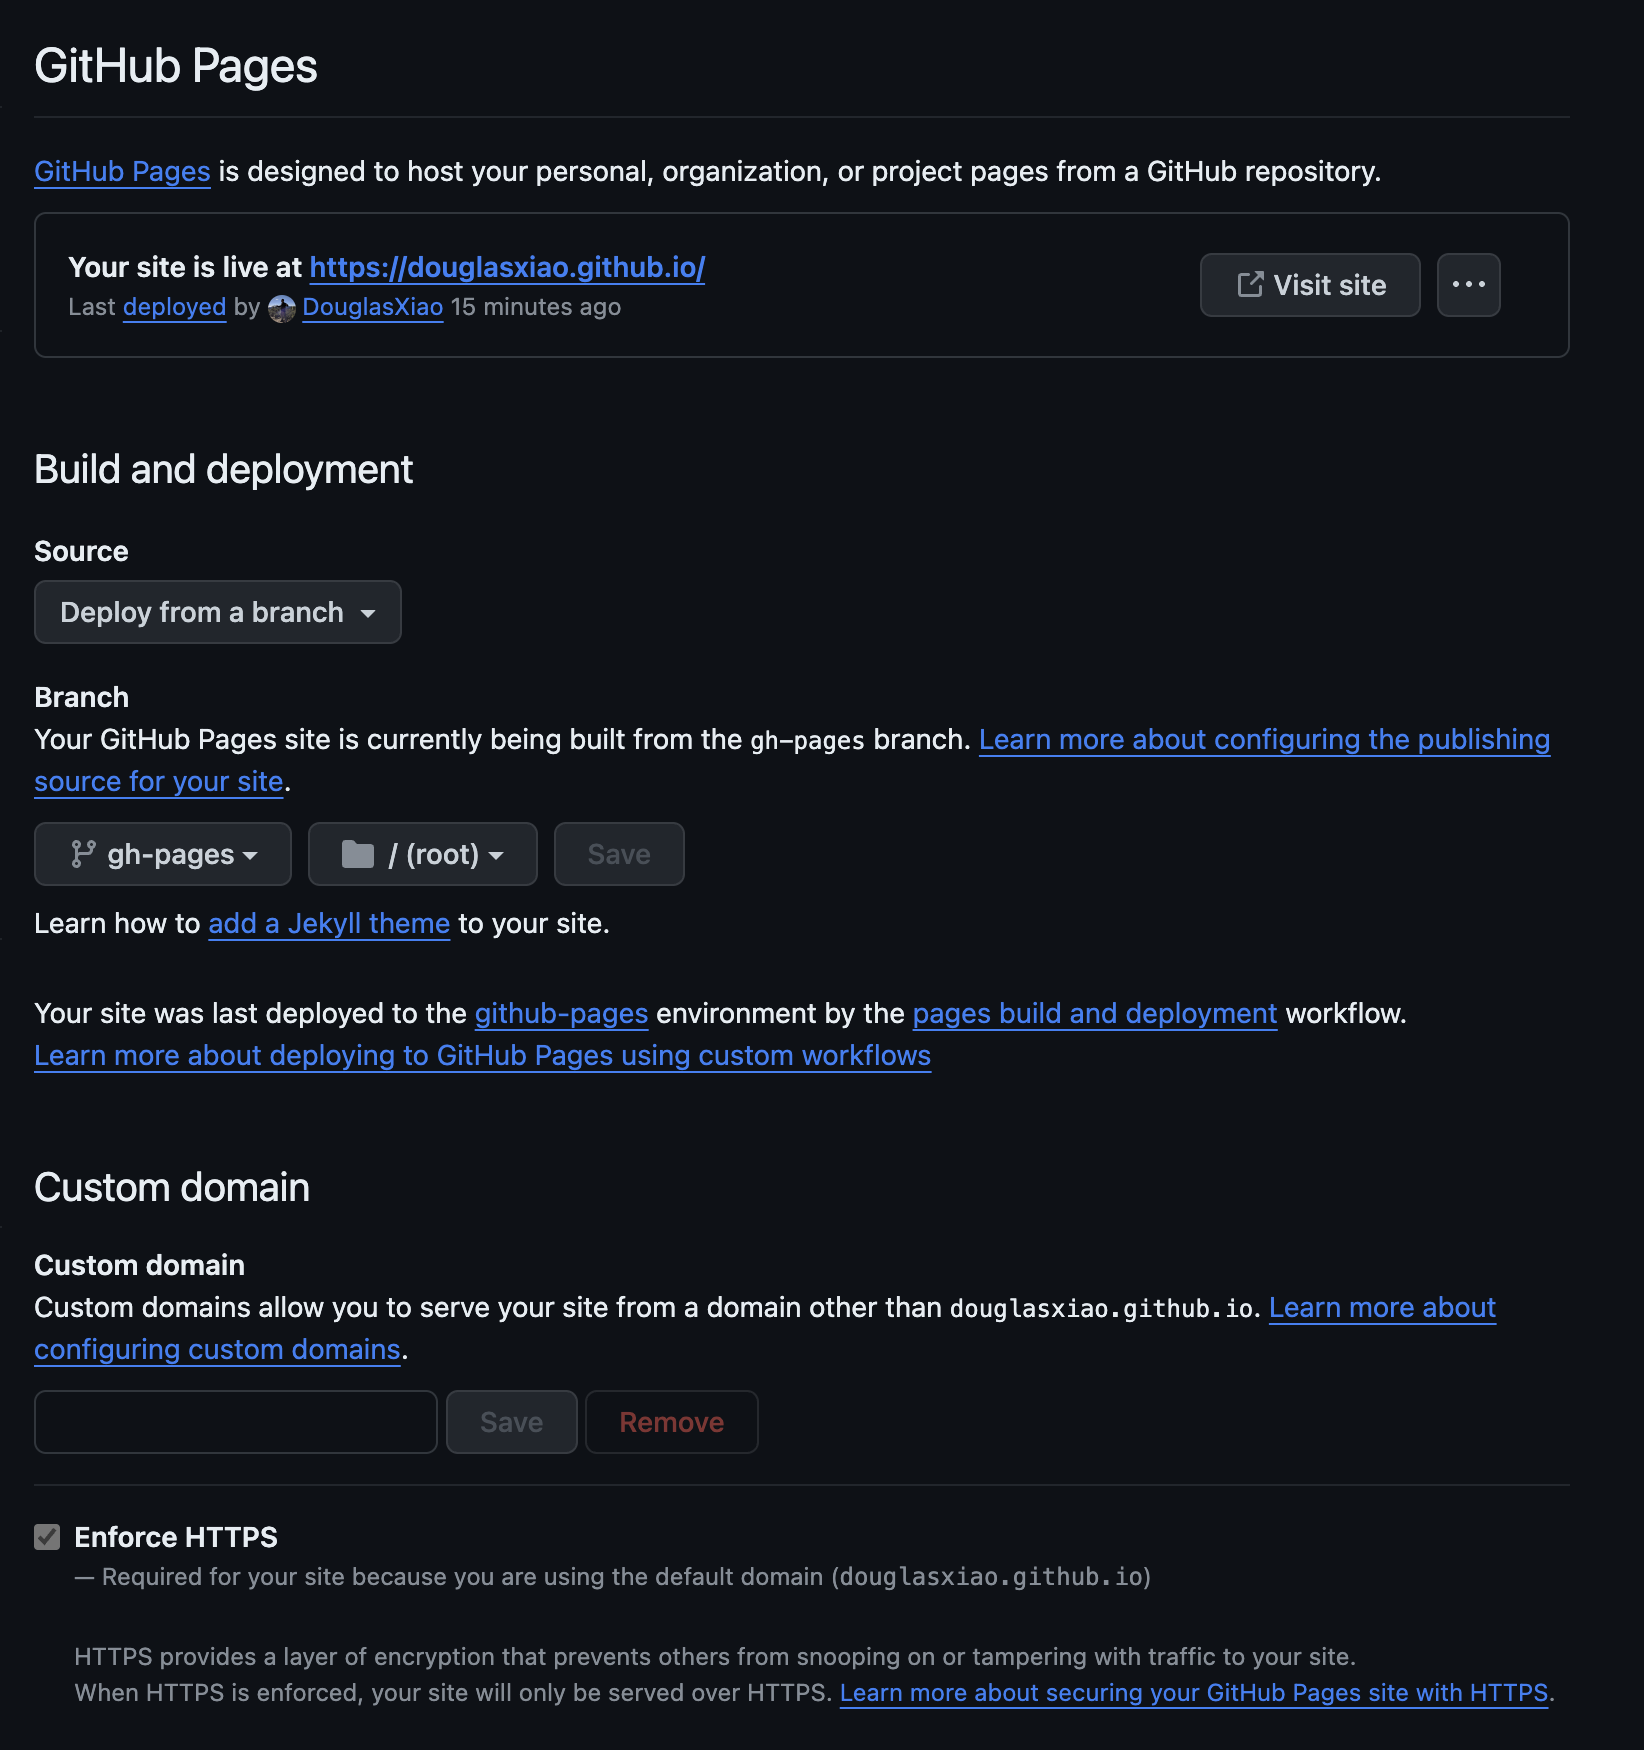 GitHub Pages
GitHub Pages is designed to host your personal, organization, or project pages from a GitHub repository.
Your site is live at https://douglasxiao.github.io/
Last deployed by DouglasXiao 15 minutes ago
Visit site
Build and deployment
Source
Deploy from a branch
Branch
Your GitHub Pages site is currently being built from the gh-pages branch. Learn more about configuring the publishing
source for your site.
gh-pages
/ (root)
Save
Learn how to add a Jekyll theme to your site.
Your site was last deployed to the github-pages environment by the pages build and deployment workflow.
Learn more about deploying to GitHub Pages using custom workflows
Custom domain
Custom domain
Custom domains allow you to serve your site from a domain other than douglasxiao.github.io. Learn more about
configuring custom domains.
Save
Remove
Enforce HTTPS
— Required for your site because you are using the default domain (douglasxiao.github.io)
HTTPS provides a layer of encryption that prevents others from snooping on or tampering with traffic to your site.
When HTTPS is enforced, your site will only be served over HTTPS. Learn more about securing your GitHub Pages site with HTTPS.